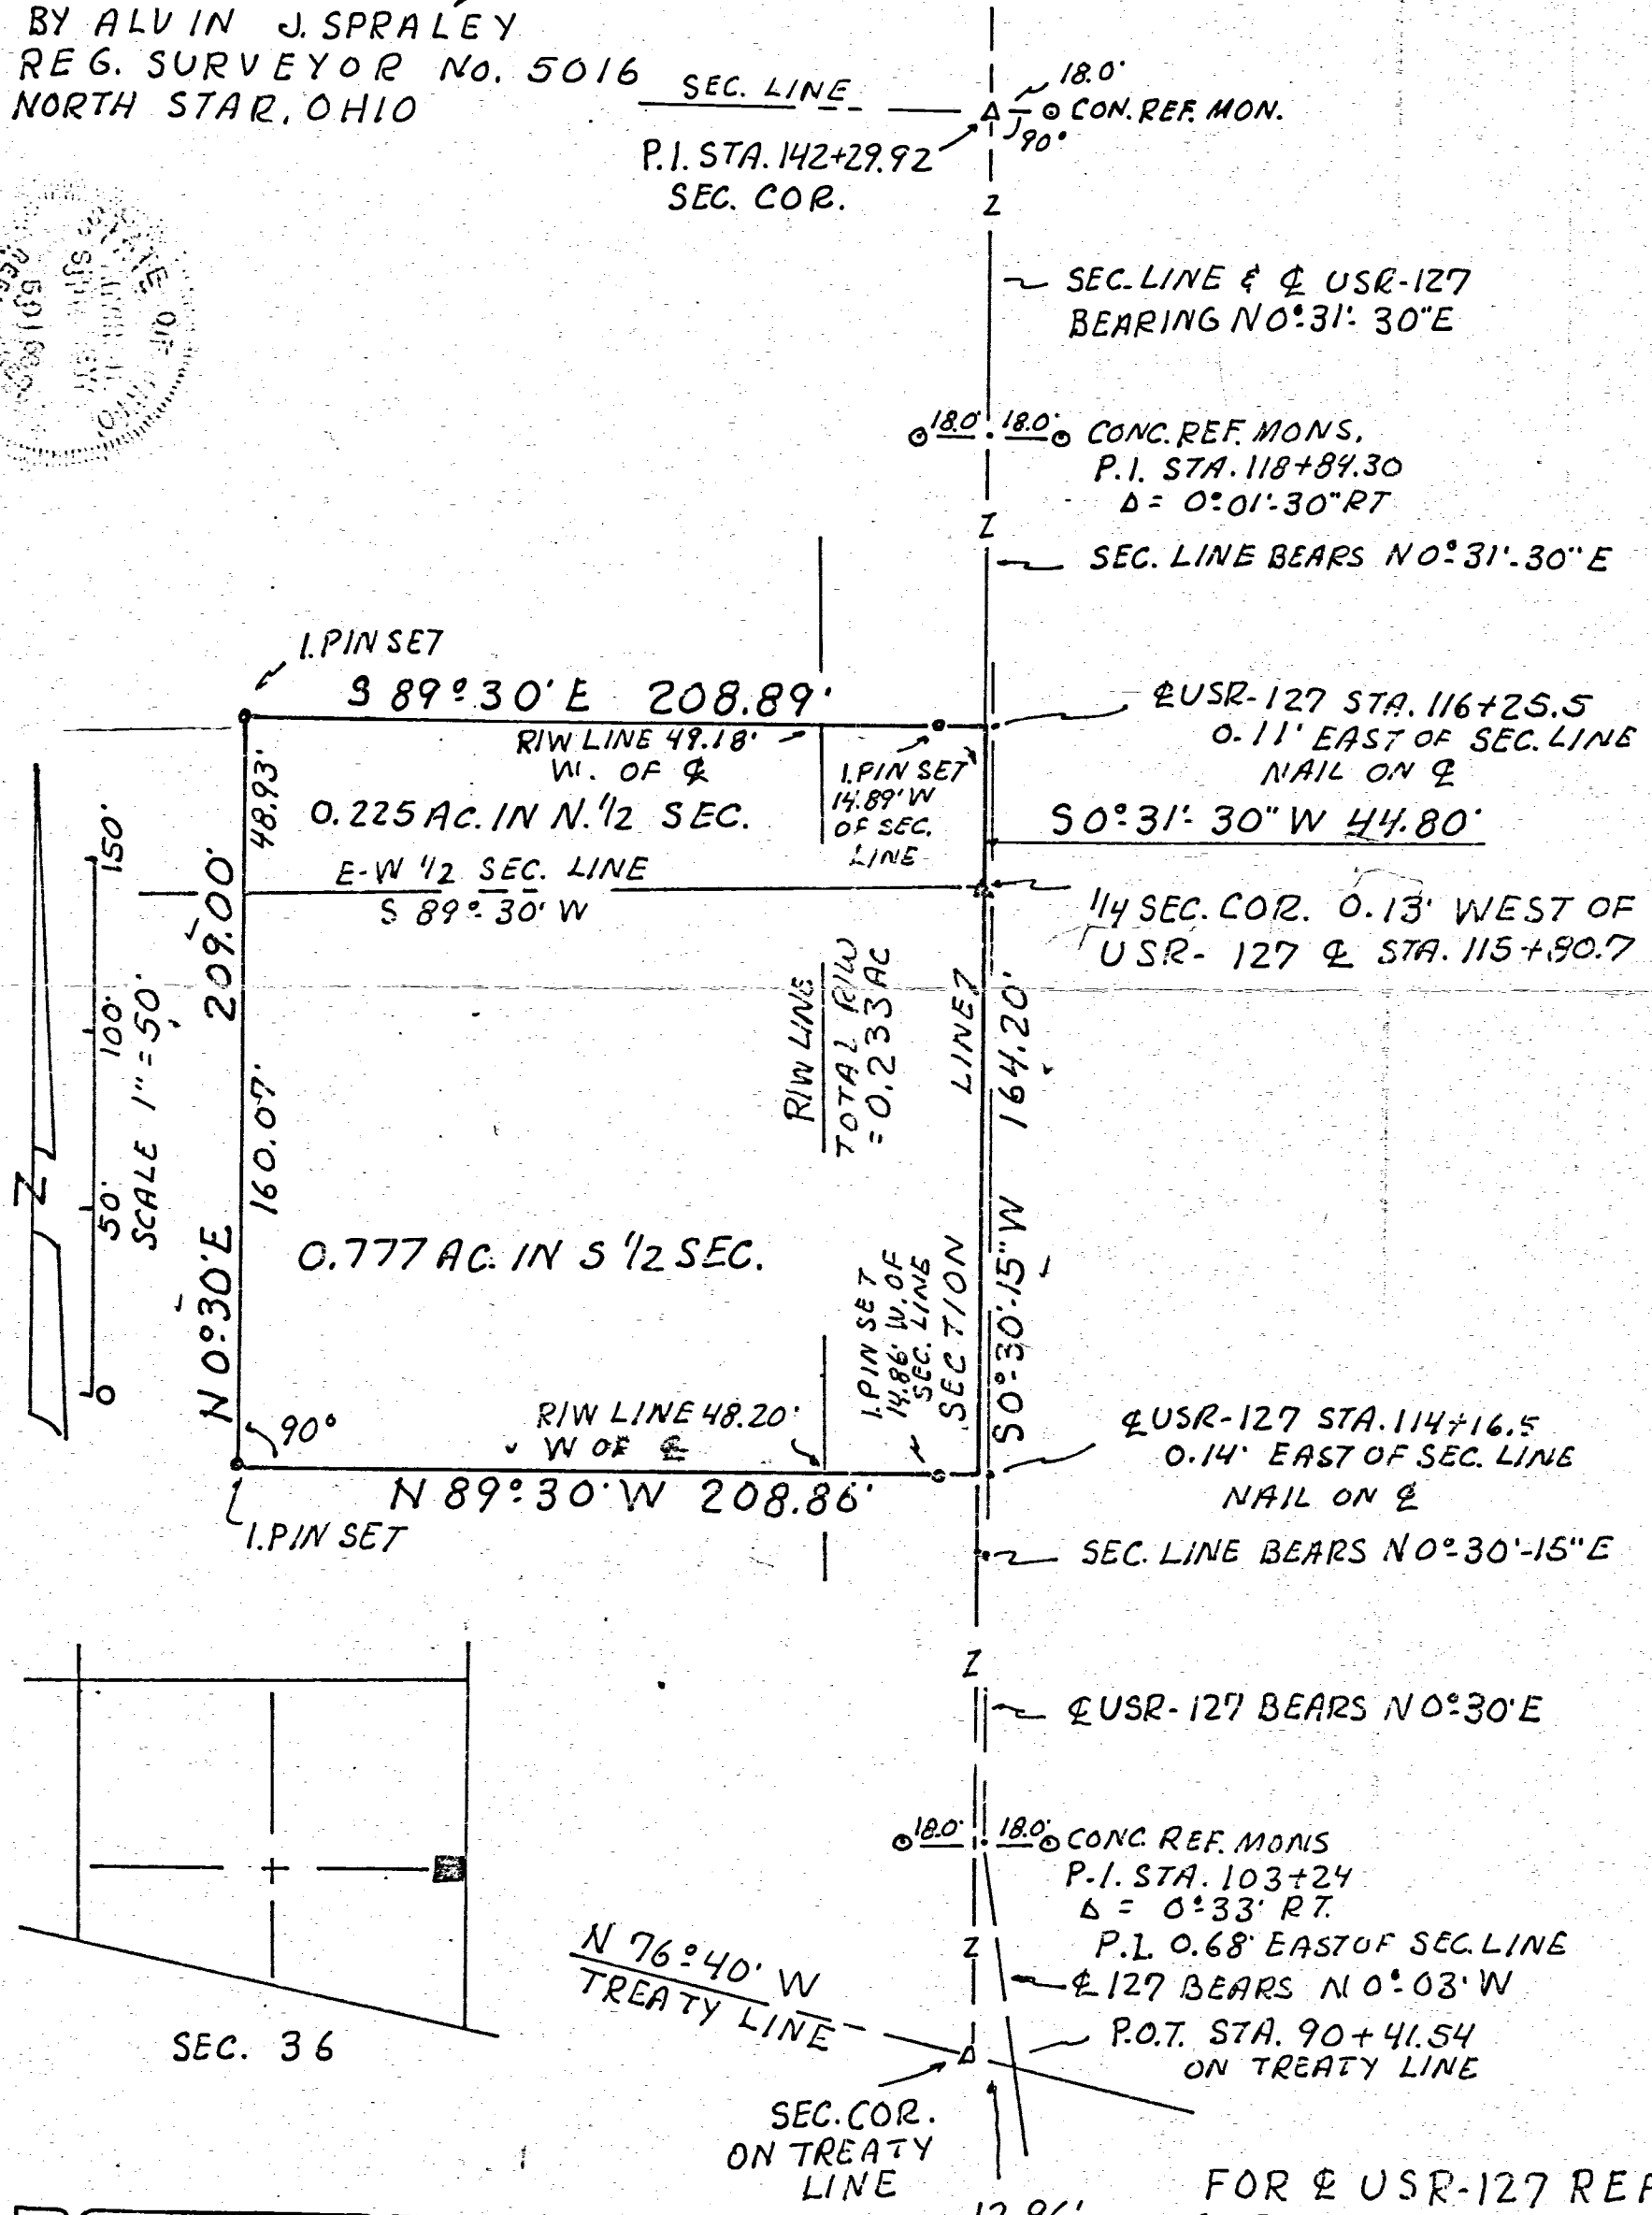 BY ALVIN J. SPRALEY
REG. SURVEYOR No. 5016
NORTH STAR, OHIO
SEC. LINE
18.0'
CON. REF. MON.
90°
P.I. STA. 142+29.92
SEC. COR.
STATE OF
Z
SEC. LINE & ℄ USR-127
BEARING N0°-31'-30"E
18.0' 18.0' CONC. REF. MONS.
P.I. STA. 118+84.30
Δ = 0°-01'-30" RT
Z
SEC. LINE BEARS N0°-31'-30" E
I. PIN SET
S 89°-30' E 208.89'
R/W LINE 49.18'
W. OF ℄
I. PIN SET
14.89' W
OF SEC.
LINE
℄ USR-127 STA. 116+25.5
0.11' EAST OF SEC. LINE
NAIL ON ℄
48.93'
0.225 AC. IN N. 1/2 SEC.
S0°-31'-30" W 44.80'
E-W 1/2 SEC. LINE
S 89°-30' W
1/4 SEC. COR. 0.13' WEST OF
USR-127 ℄ STA. 115+80.7
N 0°-30' E 209.00'
160.07'
R/W LINE
TOTAL R/W
= 0.233 AC
SECTION LINE
S0°-30'-15" W 164.20'
Z
0 50' 100' 150'
SCALE 1" = 50'
0.777 AC. IN S 1/2 SEC.
I. PIN SET
14.86' W. OF
SEC. LINE
90°
R/W LINE 48.20'
W OF ℄
N 89°-30' W 208.86'
℄ USR-127 STA. 114+16.5
0.14' EAST OF SEC. LINE
NAIL ON ℄
I. PIN SET
SEC. LINE BEARS N0°-30'-15" E
Z
℄ USR-127 BEARS N 0°-30' E
18.0' 18.0' CONC. REF. MONS
P.I. STA. 103+24
Δ = 0°-33' RT.
P.I. 0.68' EAST OF SEC. LINE
Z
℄ 127 BEARS N 0°-03' W
N 76°-40' W
TREATY LINE
P.O.T. STA. 90+41.54
ON TREATY LINE
SEC. 36
SEC. COR.
ON TREATY
LINE
FOR ℄ USR-127 REF